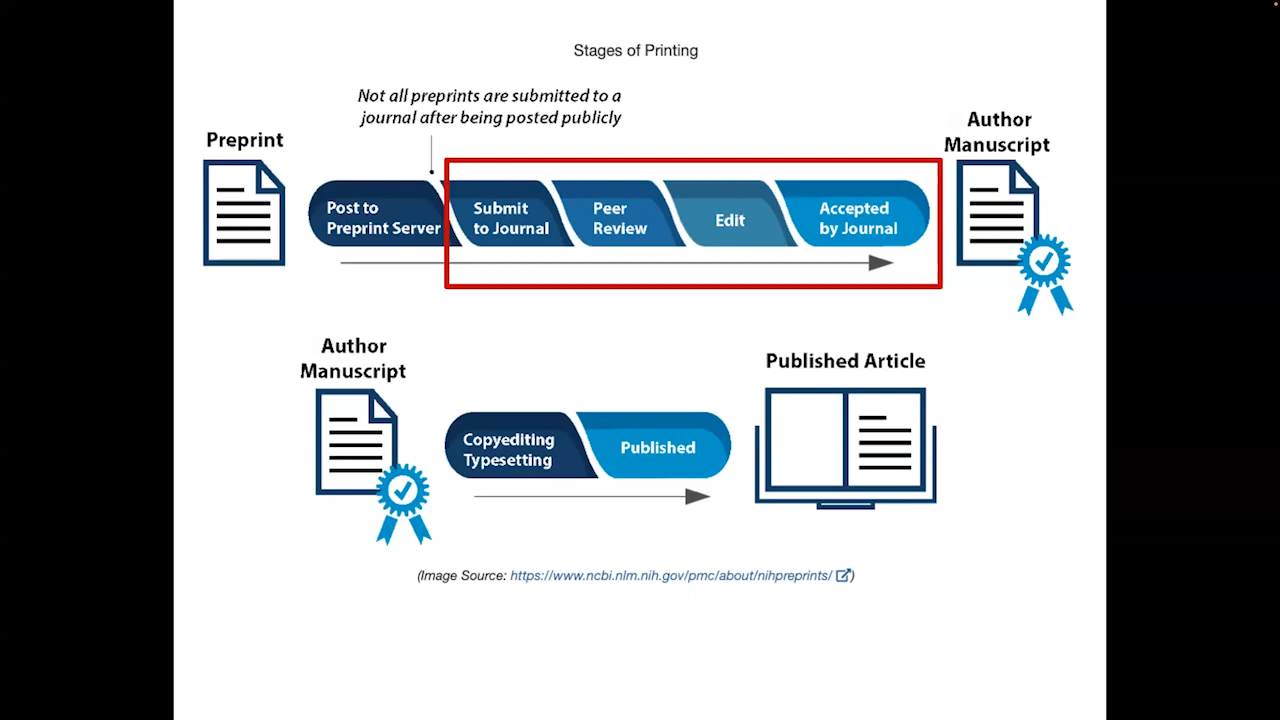 Stages of Printing
Not all preprints are submitted to a
journal after being posted publicly
Preprint
Author
Manuscript
Post to
Preprint Server
Submit
to Journal
Peer
Review
Edit
Accepted
by Journal
Author
Manuscript
Published Article
Copyediting
Typesetting
Published
(Image Source: https://www.ncbi.nlm.nih.gov/pmc/about/nihpreprints/ )